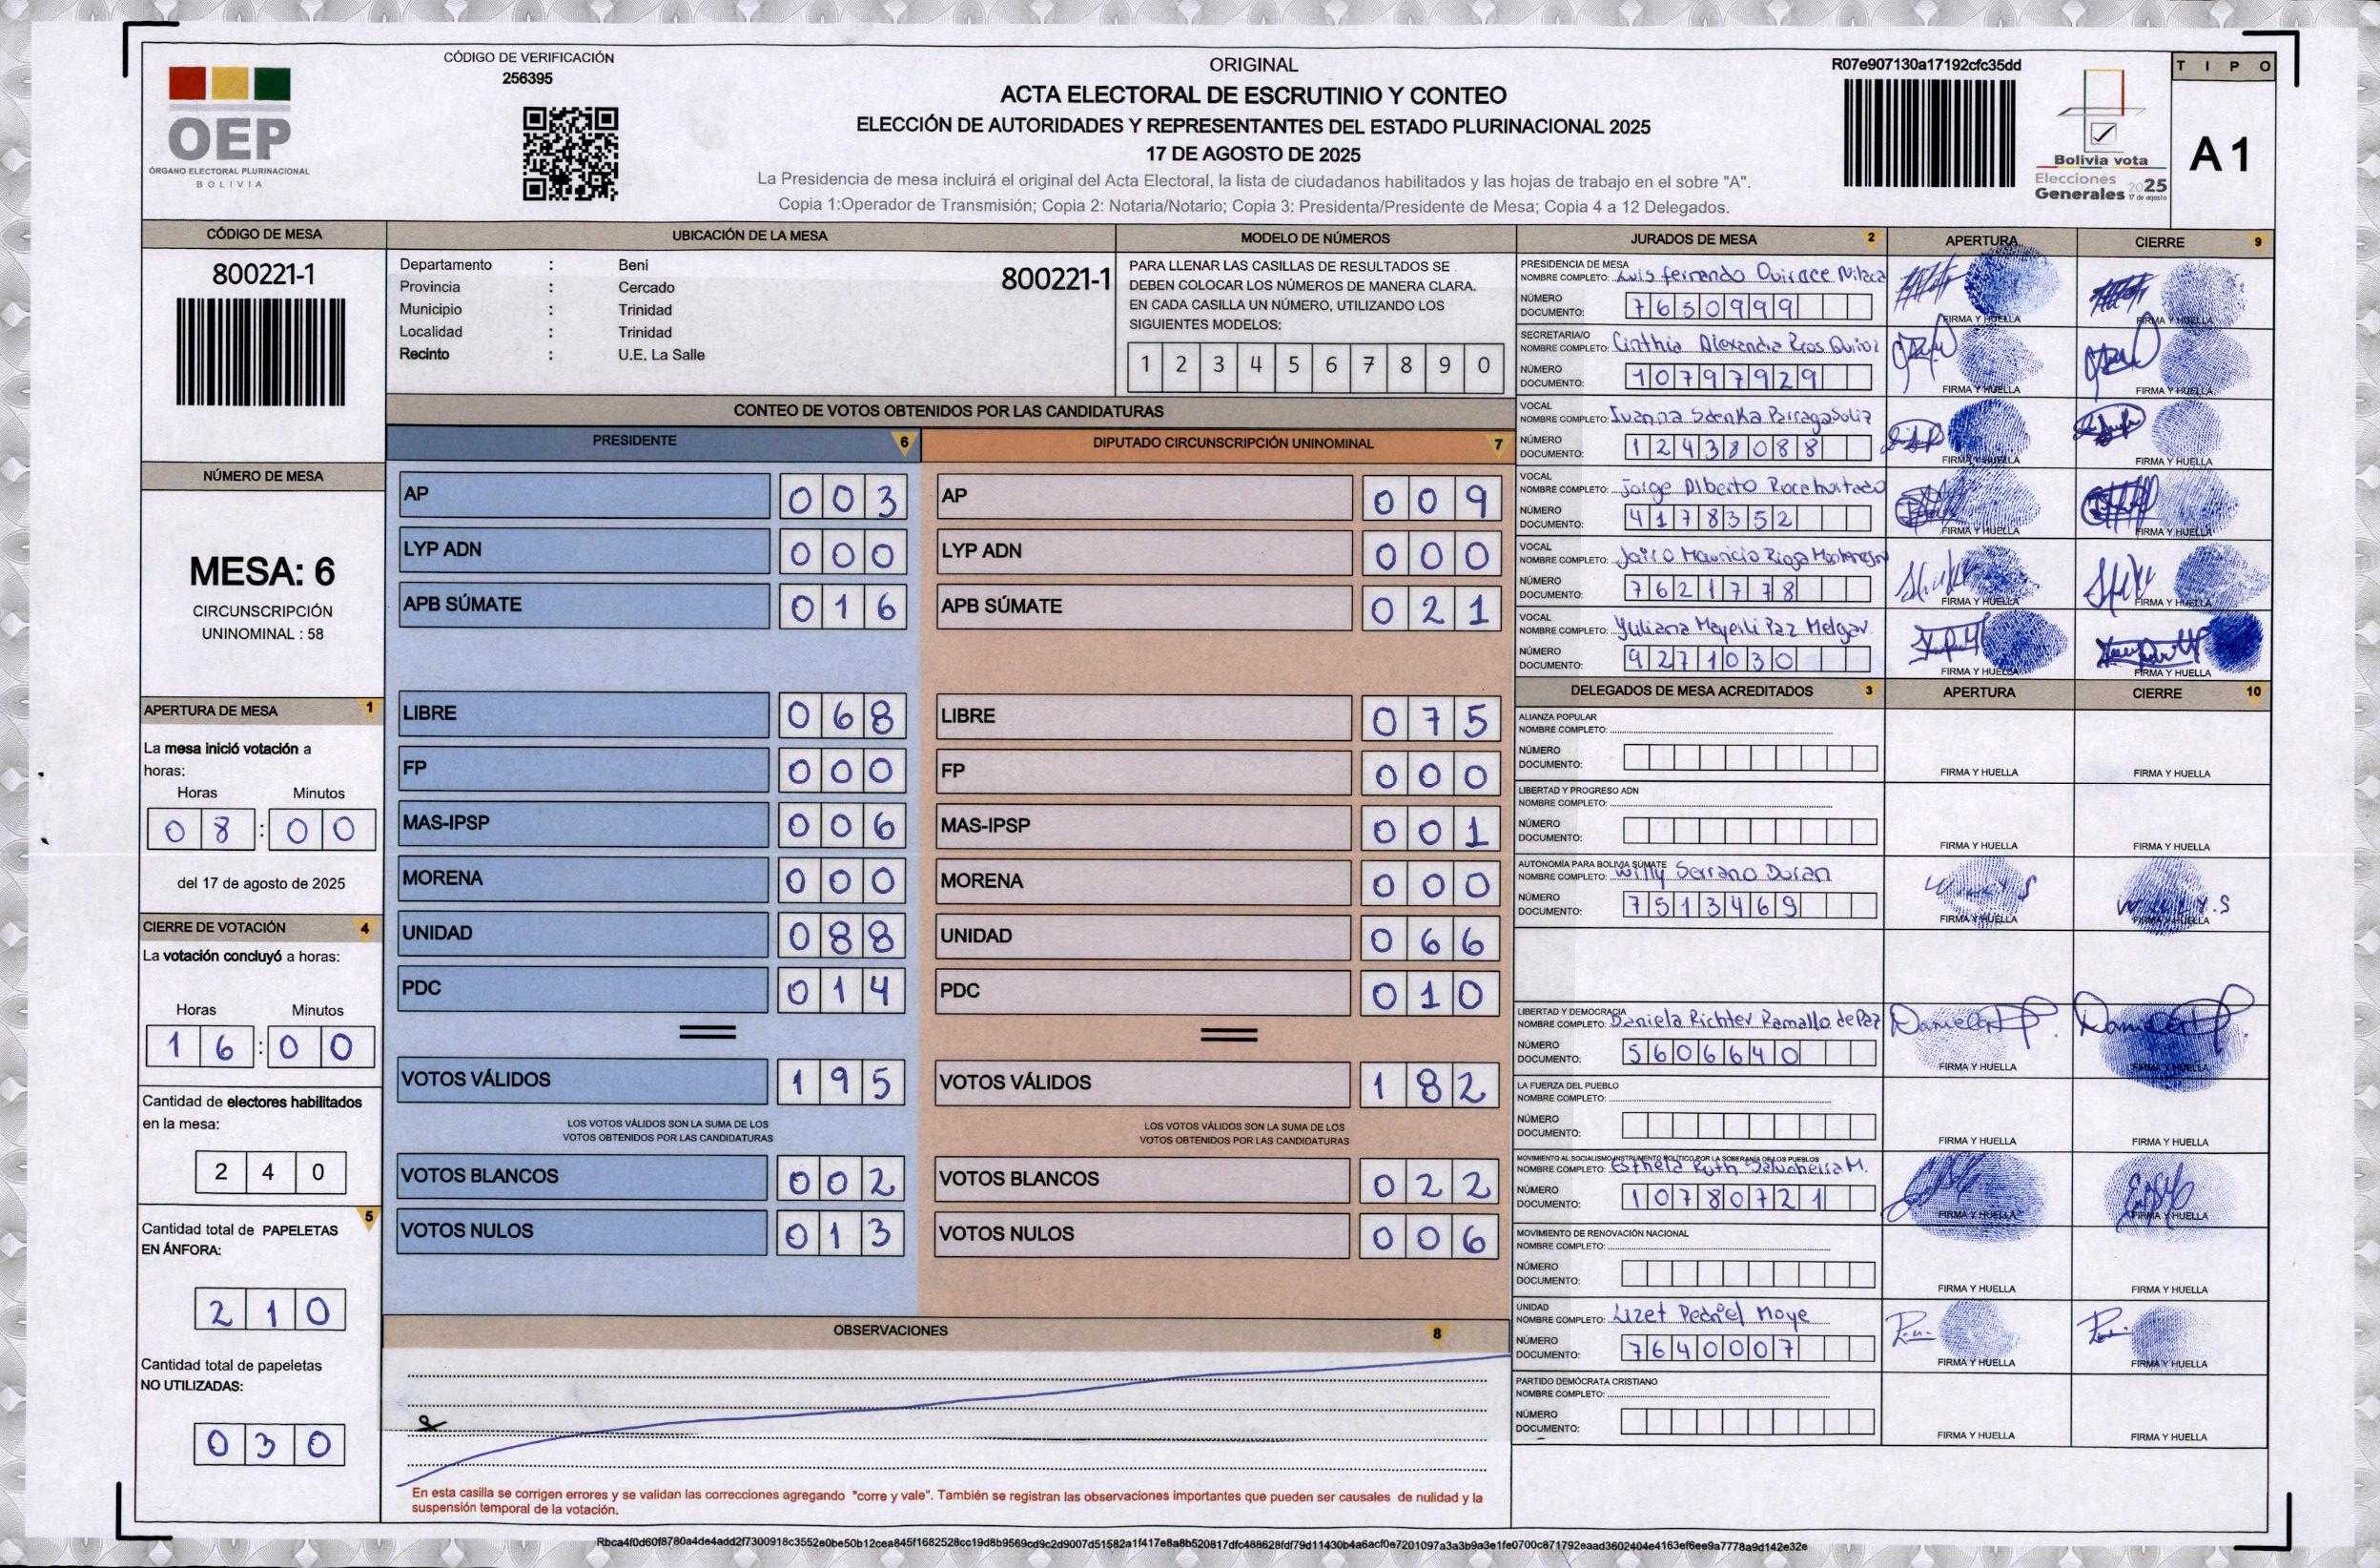 CÓDIGO DE VERIFICACIÓN
256395
OEP
ÓRGANO ELECTORAL PLURINACIONAL
BOLIVIA
ORIGINAL
ACTA ELECTORAL DE ESCRUTINIO Y CONTEO
ELECCIÓN DE AUTORIDADES Y REPRESENTANTES DEL ESTADO PLURINACIONAL 2025
17 DE AGOSTO DE 2025
La Presidencia de mesa incluirá el original del Acta Electoral, la lista de ciudadanos habilitados y las hojas de trabajo en el sobre "A".
Copia 1:Operador de Transmisión; Copia 2: Notaria/Notario; Copia 3: Presidenta/Presidente de Mesa; Copia 4 a 12 Delegados.
R07e907130a17192cfc35dd
Bolivia vota
Elecciones
Generales 2025
17 de agosto
TIPO
A1
CÓDIGO DE MESA
800221-1
NÚMERO DE MESA
MESA: 6
CIRCUNSCRIPCIÓN
UNINOMINAL : 58
APERTURA DE MESA 1
La mesa inició votación a
horas:
Horas Minutos
08 : 00
del 17 de agosto de 2025
CIERRE DE VOTACIÓN 4
La votación concluyó a horas:
Horas Minutos
16 : 00
Cantidad de electores habilitados
en la mesa:
240
5
Cantidad total de PAPELETAS
EN ÁNFORA:
210
Cantidad total de papeletas
NO UTILIZADAS:
030
UBICACIÓN DE LA MESA
Departamento : Beni
800221-1
Provincia : Cercado
Municipio : Trinidad
Localidad : Trinidad
Recinto : U.E. La Salle
MODELO DE NÚMEROS
PARA LLENAR LAS CASILLAS DE RESULTADOS SE
DEBEN COLOCAR LOS NÚMEROS DE MANERA CLARA.
EN CADA CASILLA UN NÚMERO, UTILIZANDO LOS
SIGUIENTES MODELOS:
1 2 3 4 5 6 7 8 9 0
CONTEO DE VOTOS OBTENIDOS POR LAS CANDIDATURAS
PRESIDENTE 6
AP 003
LYP ADN 000
APB SÚMATE 016
LIBRE 068
FP 000
MAS-IPSP 006
MORENA 000
UNIDAD 088
PDC 014
VOTOS VÁLIDOS 195
LOS VOTOS VÁLIDOS SON LA SUMA DE LOS
VOTOS OBTENIDOS POR LAS CANDIDATURAS
VOTOS BLANCOS 002
VOTOS NULOS 013
DIPUTADO CIRCUNSCRIPCIÓN UNINOMINAL 7
AP 009
LYP ADN 000
APB SÚMATE 021
LIBRE 075
FP 000
MAS-IPSP 001
MORENA 000
UNIDAD 066
PDC 010
VOTOS VÁLIDOS 182
LOS VOTOS VÁLIDOS SON LA SUMA DE LOS
VOTOS OBTENIDOS POR LAS CANDIDATURAS
VOTOS BLANCOS 022
VOTOS NULOS 006
OBSERVACIONES 8
En esta casilla se corrigen errores y se validan las correcciones agregando "corre y vale". También se registran las observaciones importantes que pueden ser causales de nulidad y la
suspensión temporal de la votación.
JURADOS DE MESA 2 APERTURA CIERRE 9
PRESIDENCIA DE MESA
NOMBRE COMPLETO: Luis fernando
NÚMERO
DOCUMENTO: 7650999
FIRMA Y HUELLA FIRMA Y HUELLA
SECRETARIA/O
NOMBRE COMPLETO: Cinthia Alexandra
NÚMERO
DOCUMENTO: 10797929
FIRMA Y HUELLA FIRMA Y HUELLA
VOCAL
NOMBRE COMPLETO: Ivanna Sdenka Parraga Soliz
NÚMERO
DOCUMENTO: 12438088
FIRMA Y HUELLA FIRMA Y HUELLA
VOCAL
NOMBRE COMPLETO: Jorge Alberto Roca hurtado
NÚMERO
DOCUMENTO: 4178352
FIRMA Y HUELLA FIRMA Y HUELLA
VOCAL
NOMBRE COMPLETO: Jairo Mauricio
NÚMERO
DOCUMENTO: 7621778
FIRMA Y HUELLA FIRMA Y HUELLA
VOCAL
NOMBRE COMPLETO: Yuliana Mayerli Paz Melgar
NÚMERO
DOCUMENTO: 9271030
FIRMA Y HUELLA FIRMA Y HUELLA
DELEGADOS DE MESA ACREDITADOS 3 APERTURA CIERRE 10
ALIANZA POPULAR
NOMBRE COMPLETO:
NÚMERO
DOCUMENTO:
FIRMA Y HUELLA FIRMA Y HUELLA
LIBERTAD Y PROGRESO ADN
NOMBRE COMPLETO:
NÚMERO
DOCUMENTO:
FIRMA Y HUELLA FIRMA Y HUELLA
AUTONOMÍA PARA BOLIVIA SÚMATE
NOMBRE COMPLETO: Willy Serrano Duran
NÚMERO
DOCUMENTO: 7513469
FIRMA Y HUELLA FIRMA Y HUELLA
LIBERTAD Y DEMOCRACIA
NOMBRE COMPLETO: Daniela Richter Ramallo de Paz
NÚMERO
DOCUMENTO: 5606640
FIRMA Y HUELLA FIRMA Y HUELLA
LA FUERZA DEL PUEBLO
NOMBRE COMPLETO:
NÚMERO
DOCUMENTO:
FIRMA Y HUELLA FIRMA Y HUELLA
MOVIMIENTO AL SOCIALISMO-INSTRUMENTO POLÍTICO POR LA SOBERANÍA DE LOS PUEBLOS
NOMBRE COMPLETO: Esthela Ruth M.
NÚMERO
DOCUMENTO: 10780721
FIRMA Y HUELLA FIRMA Y HUELLA
MOVIMIENTO DE RENOVACIÓN NACIONAL
NOMBRE COMPLETO:
NÚMERO
DOCUMENTO:
FIRMA Y HUELLA FIRMA Y HUELLA
UNIDAD
NOMBRE COMPLETO: Lizet Pedriel Moye
NÚMERO
DOCUMENTO: 7640007
FIRMA Y HUELLA FIRMA Y HUELLA
PARTIDO DEMÓCRATA CRISTIANO
NOMBRE COMPLETO:
NÚMERO
DOCUMENTO:
FIRMA Y HUELLA FIRMA Y HUELLA